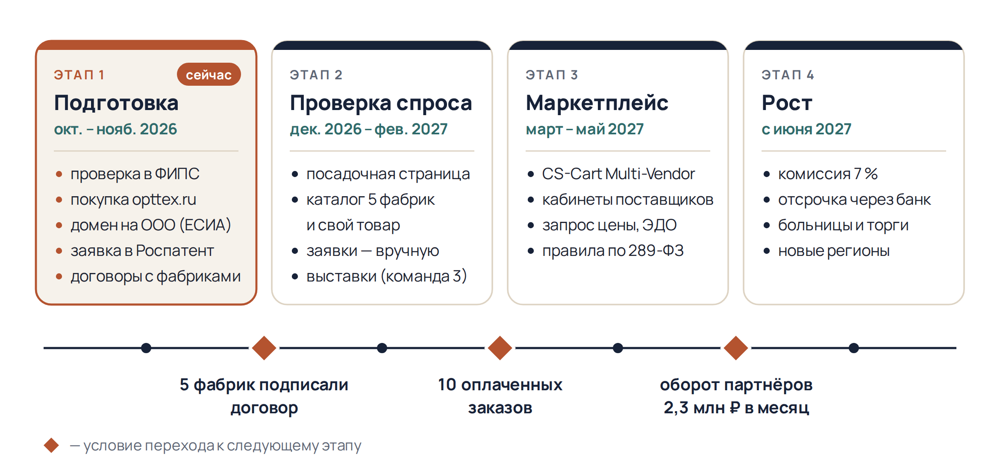 ЭТАП 1
сейчас
Подготовка
окт. – нояб. 2026
• проверка в ФИПС
• покупка opttex.ru
• домен на ООО (ЕСИА)
• заявка в Роспатент
• договоры с фабриками
ЭТАП 2
Проверка спроса
дек. 2026 – фев. 2027
• посадочная страница
• каталог 5 фабрик
и свой товар
• заявки — вручную
• выставки (команда 3)
ЭТАП 3
Маркетплейс
март – май 2027
• CS-Cart Multi-Vendor
• кабинеты поставщиков
• запрос цены, ЭДО
• правила по 289-ФЗ
ЭТАП 4
Рост
с июня 2027
• комиссия 7 %
• отсрочка через банк
• больницы и торги
• новые регионы
5 фабрик подписали
договор
10 оплаченных
заказов
оборот партнёров
2,3 млн ₽ в месяц
— условие перехода к следующему этапу